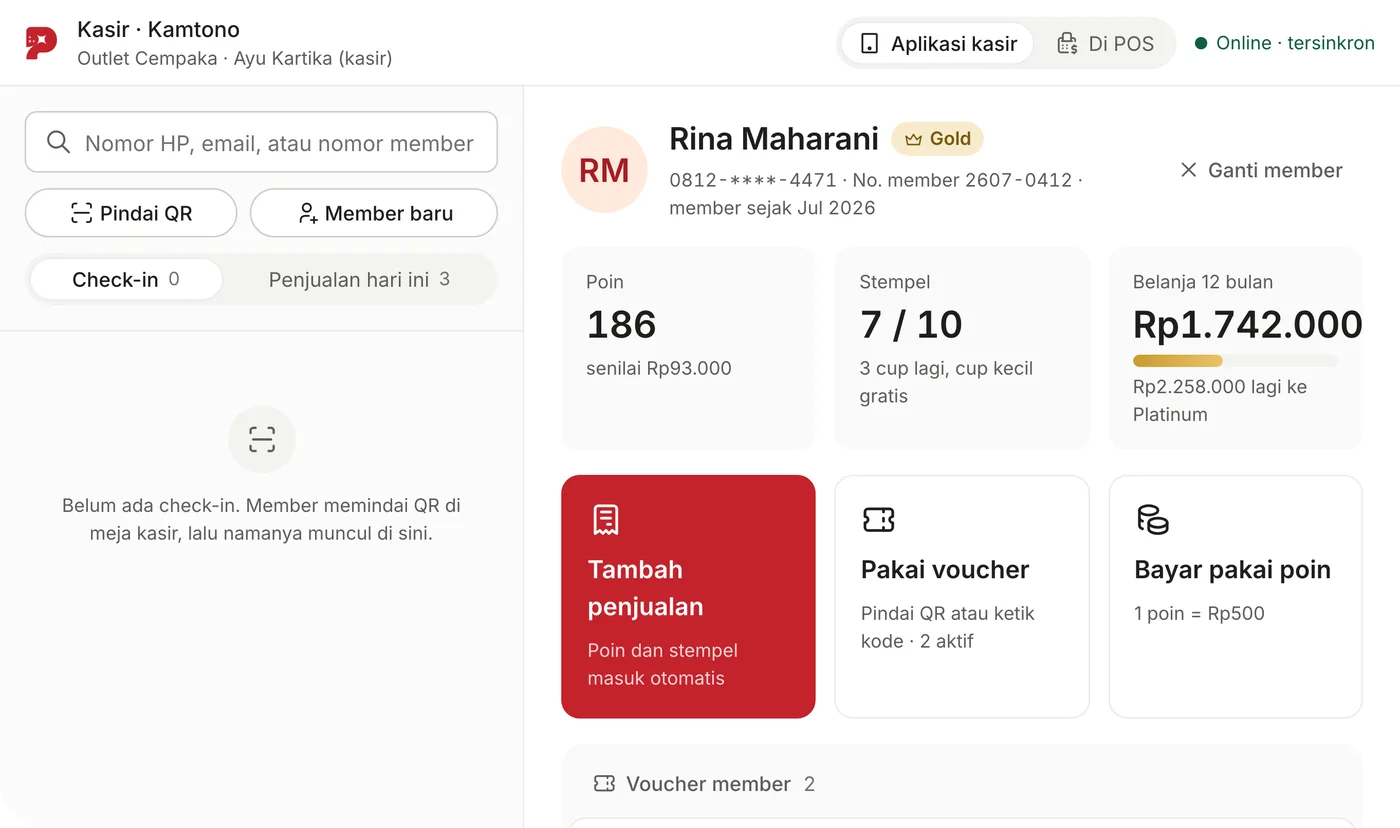 Kasir · Kamtono
Outlet Cempaka · Ayu Kartika (kasir)
Aplikasi kasir
Di POS
Online · tersinkron
Nomor HP, email, atau nomor member
Pindai QR
Member baru
Check-in 0
Penjualan hari ini 3
Belum ada check-in. Member memindai QR di
meja kasir, lalu namanya muncul di sini.
RM
Rina Maharani
Gold
0812-****-4471 · No. member 2607-0412 ·
member sejak Jul 2026
Ganti member
Poin
186
senilai Rp93.000
Stempel
7 / 10
3 cup lagi, cup kecil
gratis
Belanja 12 bulan
Rp1.742.000
Rp2.258.000 lagi ke
Platinum
Tambah
penjualan
Poin dan stempel
masuk otomatis
Pakai voucher
Pindai QR atau ketik
kode · 2 aktif
Bayar pakai poin
1 poin = Rp500
Voucher member 2